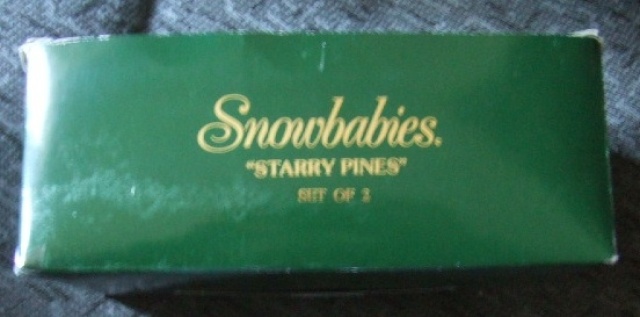 Snowbabies.
"STARRY PINES"
SET OF 2